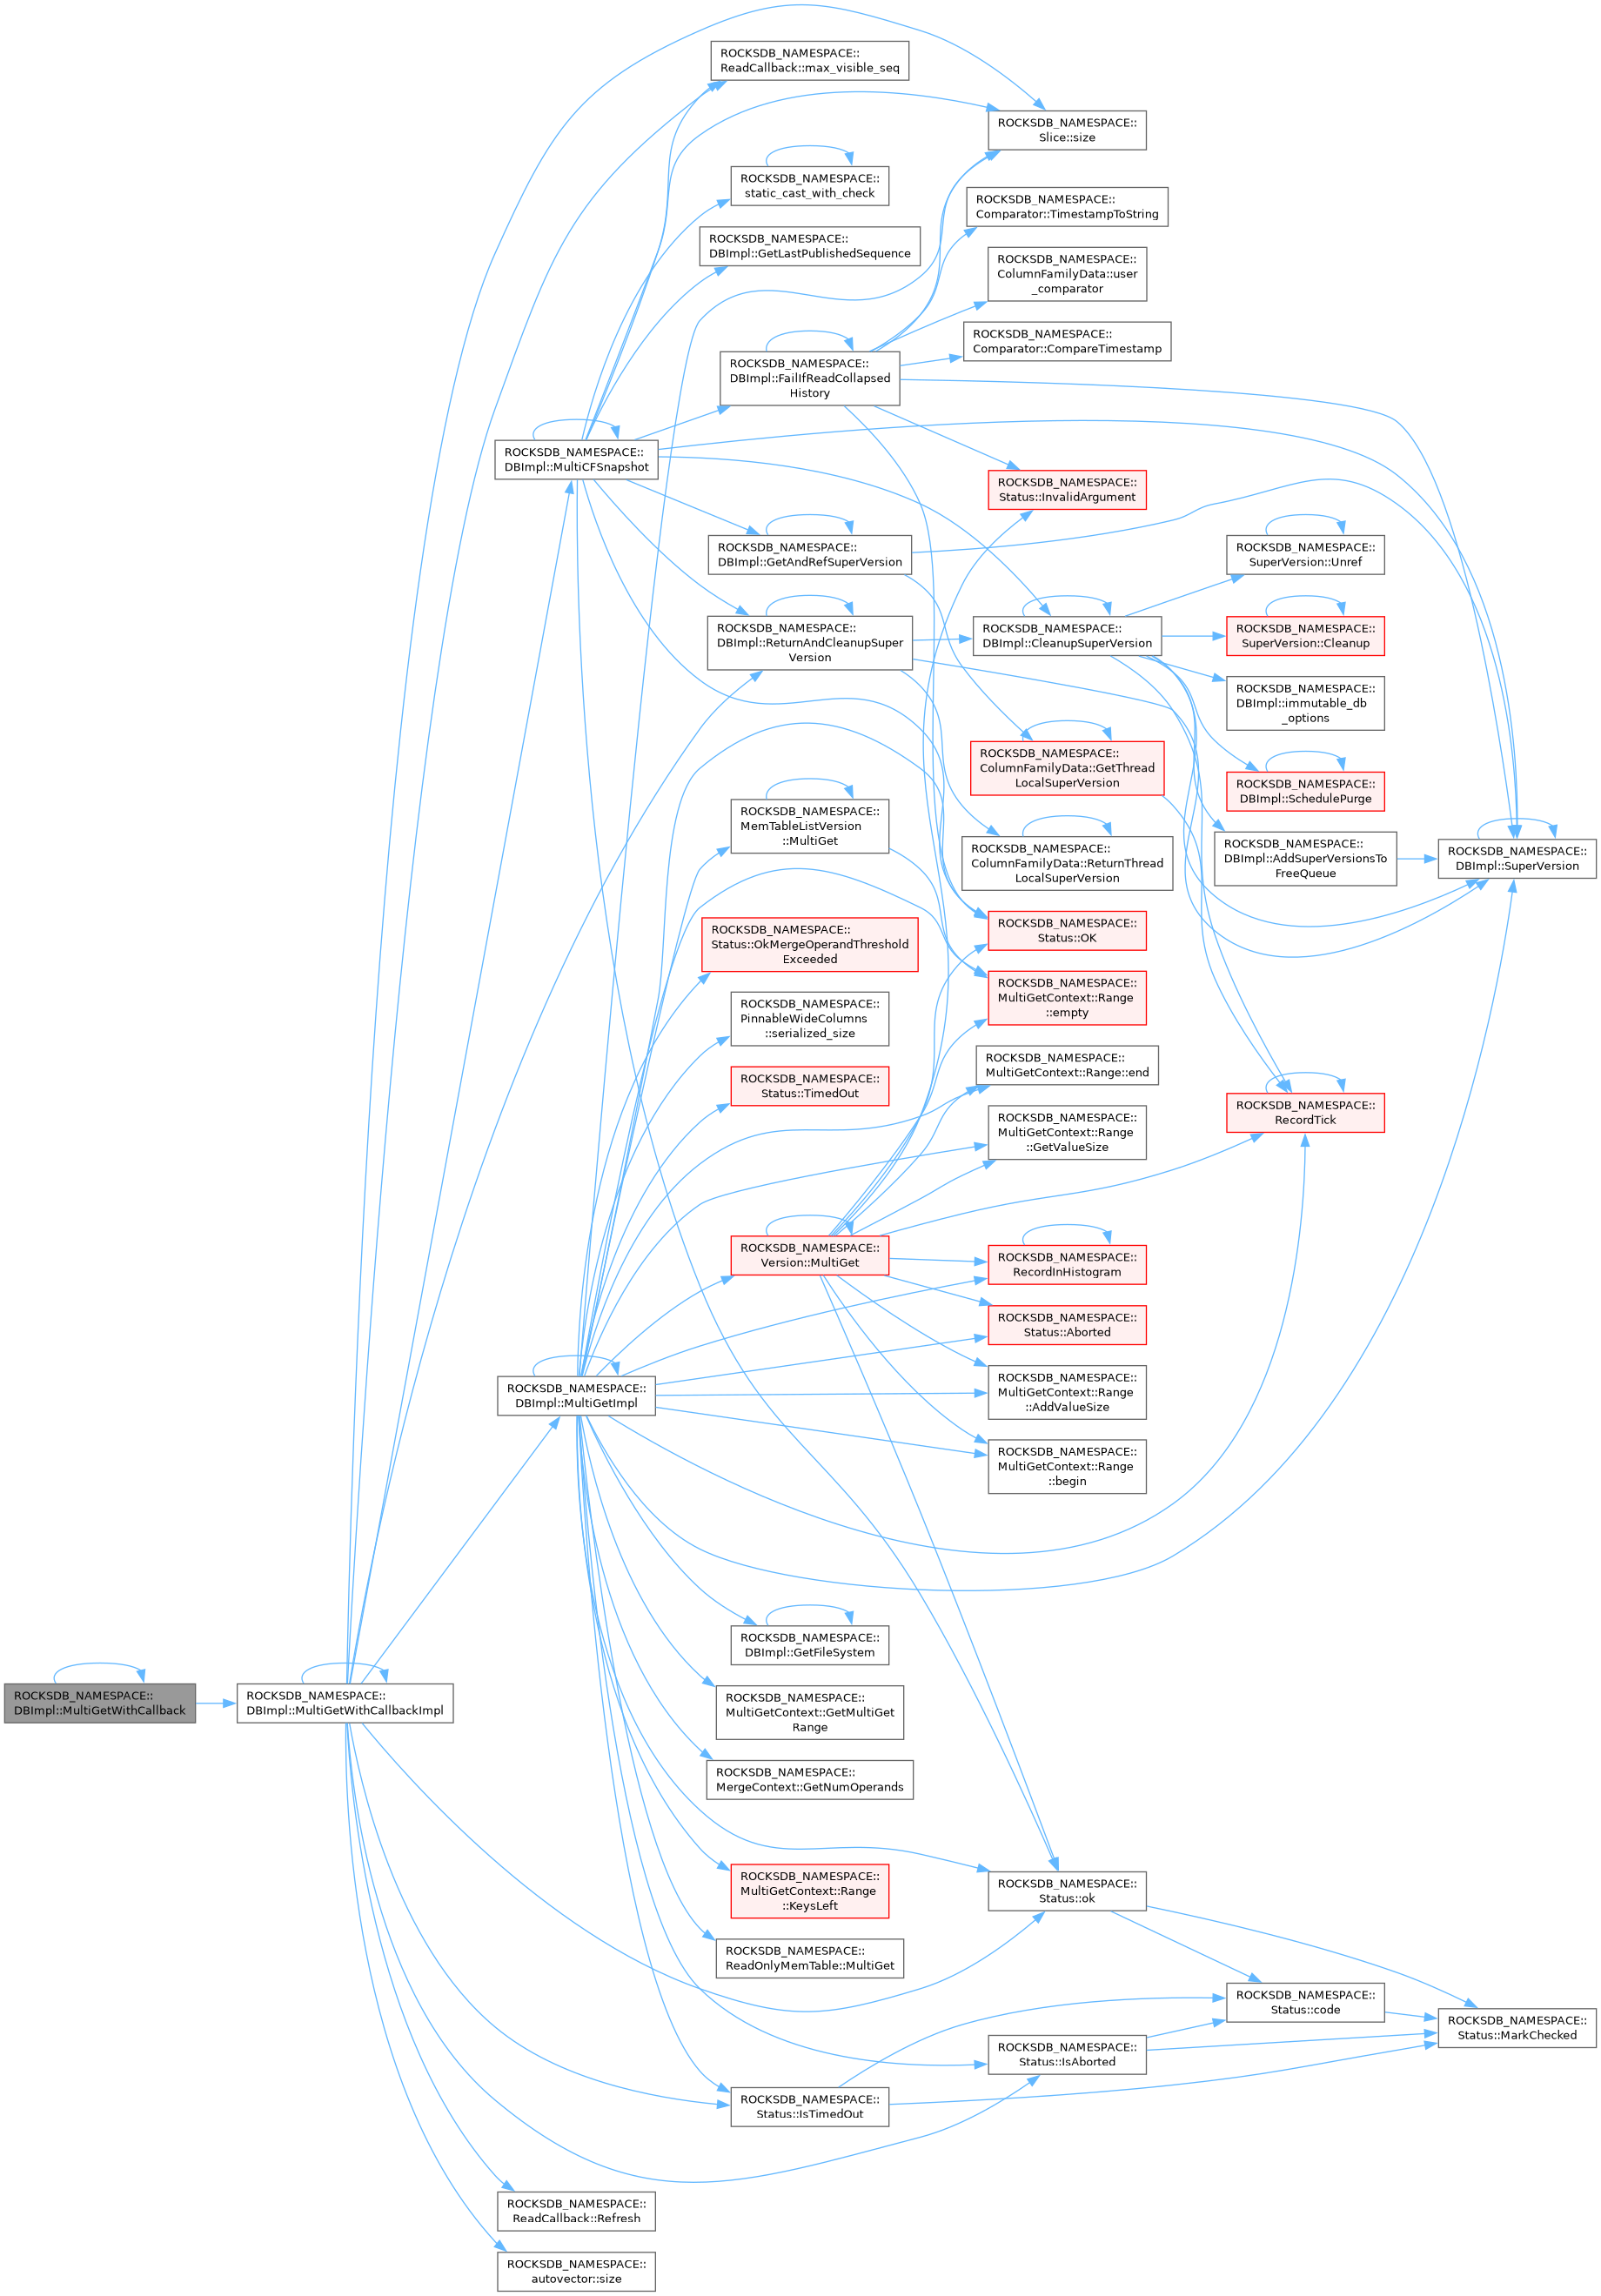 ROCKSDB_NAMESPACE::
ReadCallback::max_visible_seq
ROCKSDB_NAMESPACE::
Slice::size
ROCKSDB_NAMESPACE::
static_cast_with_check
ROCKSDB_NAMESPACE::
Comparator::TimestampToString
ROCKSDB_NAMESPACE::
DBImpl::GetLastPublishedSequence
ROCKSDB_NAMESPACE::
ColumnFamilyData::user
_comparator
ROCKSDB_NAMESPACE::
Comparator::CompareTimestamp
ROCKSDB_NAMESPACE::
DBImpl::FailIfReadCollapsed
History
ROCKSDB_NAMESPACE::
DBImpl::MultiCFSnapshot
ROCKSDB_NAMESPACE::
Status::InvalidArgument
ROCKSDB_NAMESPACE::
DBImpl::GetAndRefSuperVersion
ROCKSDB_NAMESPACE::
SuperVersion::Unref
ROCKSDB_NAMESPACE::
DBImpl::ReturnAndCleanupSuper
Version
ROCKSDB_NAMESPACE::
DBImpl::CleanupSuperVersion
ROCKSDB_NAMESPACE::
SuperVersion::Cleanup
ROCKSDB_NAMESPACE::
DBImpl::immutable_db
_options
ROCKSDB_NAMESPACE::
ColumnFamilyData::GetThread
LocalSuperVersion
ROCKSDB_NAMESPACE::
DBImpl::SchedulePurge
ROCKSDB_NAMESPACE::
MemTableListVersion
::MultiGet
ROCKSDB_NAMESPACE::
ColumnFamilyData::ReturnThread
LocalSuperVersion
ROCKSDB_NAMESPACE::
DBImpl::AddSuperVersionsTo
FreeQueue
ROCKSDB_NAMESPACE::
DBImpl::SuperVersion
ROCKSDB_NAMESPACE::
Status::OkMergeOperandThreshold
Exceeded
ROCKSDB_NAMESPACE::
Status::OK
ROCKSDB_NAMESPACE::
MultiGetContext::Range
::empty
ROCKSDB_NAMESPACE::
PinnableWideColumns
::serialized_size
ROCKSDB_NAMESPACE::
MultiGetContext::Range::end
ROCKSDB_NAMESPACE::
Status::TimedOut
ROCKSDB_NAMESPACE::
RecordTick
ROCKSDB_NAMESPACE::
MultiGetContext::Range
::GetValueSize
ROCKSDB_NAMESPACE::
Version::MultiGet
ROCKSDB_NAMESPACE::
RecordInHistogram
ROCKSDB_NAMESPACE::
Status::Aborted
ROCKSDB_NAMESPACE::
DBImpl::MultiGetImpl
ROCKSDB_NAMESPACE::
MultiGetContext::Range
::AddValueSize
ROCKSDB_NAMESPACE::
MultiGetContext::Range
::begin
ROCKSDB_NAMESPACE::
DBImpl::GetFileSystem
ROCKSDB_NAMESPACE::
DBImpl::MultiGetWithCallback
ROCKSDB_NAMESPACE::
DBImpl::MultiGetWithCallbackImpl
ROCKSDB_NAMESPACE::
MultiGetContext::GetMultiGet
Range
ROCKSDB_NAMESPACE::
MergeContext::GetNumOperands
ROCKSDB_NAMESPACE::
MultiGetContext::Range
::KeysLeft
ROCKSDB_NAMESPACE::
Status::ok
ROCKSDB_NAMESPACE::
ReadOnlyMemTable::MultiGet
ROCKSDB_NAMESPACE::
Status::code
ROCKSDB_NAMESPACE::
Status::MarkChecked
ROCKSDB_NAMESPACE::
Status::IsAborted
ROCKSDB_NAMESPACE::
Status::IsTimedOut
ROCKSDB_NAMESPACE::
ReadCallback::Refresh
ROCKSDB_NAMESPACE::
autovector::size